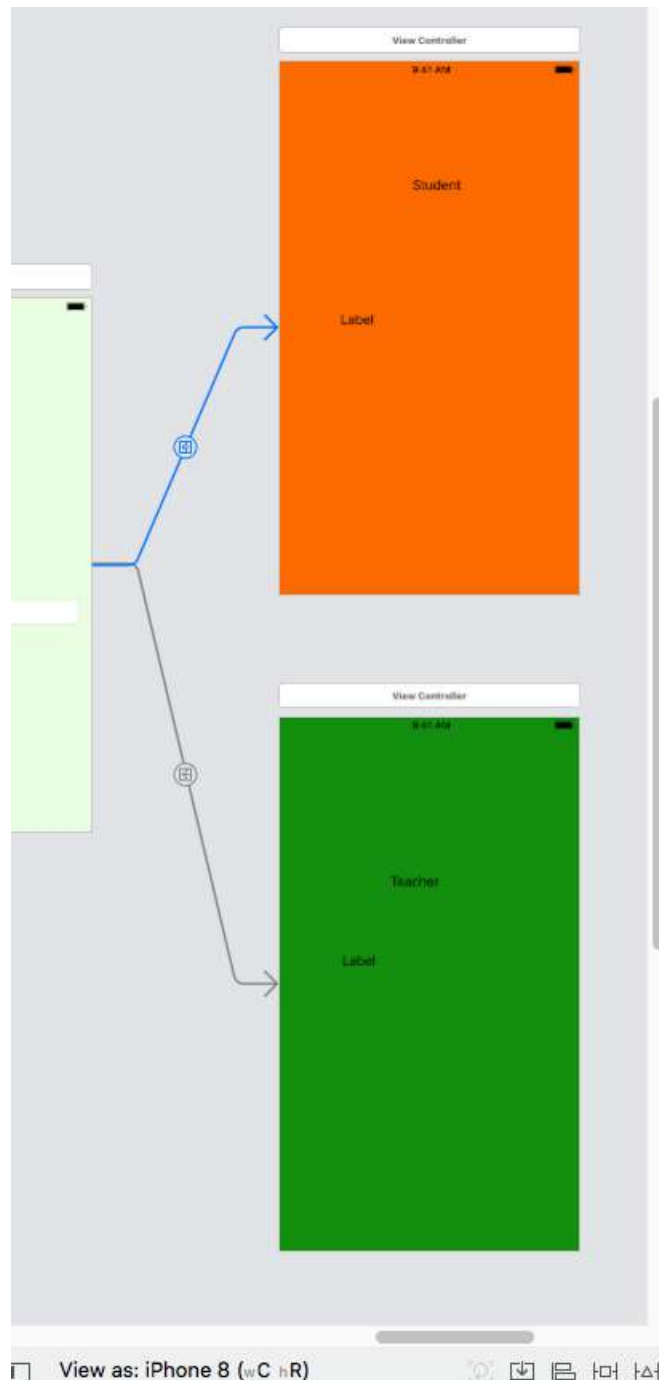 View Controller
9:41 AM
Student
Label
View Controller
9:41 AM
Teacher
Label
View as: iPhone 8 (wC hR)